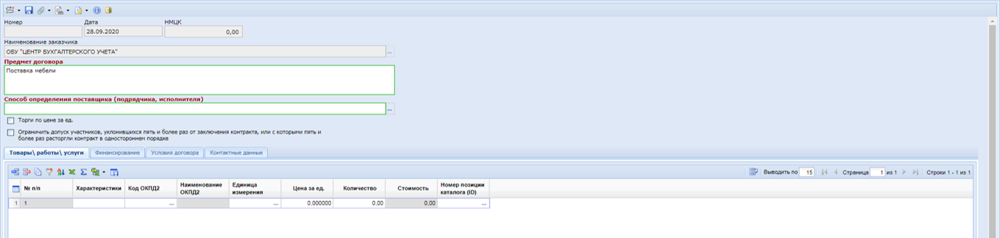 Номер Дата НМЦК
28.09.2020 0,00
Наименование заказчика
ОБУ "ЦЕНТР БУХГАЛТЕРСКОГО УЧЕТА" ...
Предмет договора
Поставка мебели
Способ определения поставщика (подрядчика, исполнителя)
...
Торги по цене за ед.
Ограничить допуск участников, уклонившихся пять и более раз от заключения контракта, или с которыми пять и
более раз расторгли контракт в одностороннем порядке
Товары\ работы\ услуги Финансирование Условия договора Контактные данные
Выводить по 15 Страница 1 из 1 Строки 1 - 1 из 1
№ п/п Характеристики Код ОКПД2 Наименование ОКПД2 Единица измерения Цена за ед. Количество Стоимость Номер позиции каталога (ID)
1 1 ... ... 0,000000 0,00 0,00 ...